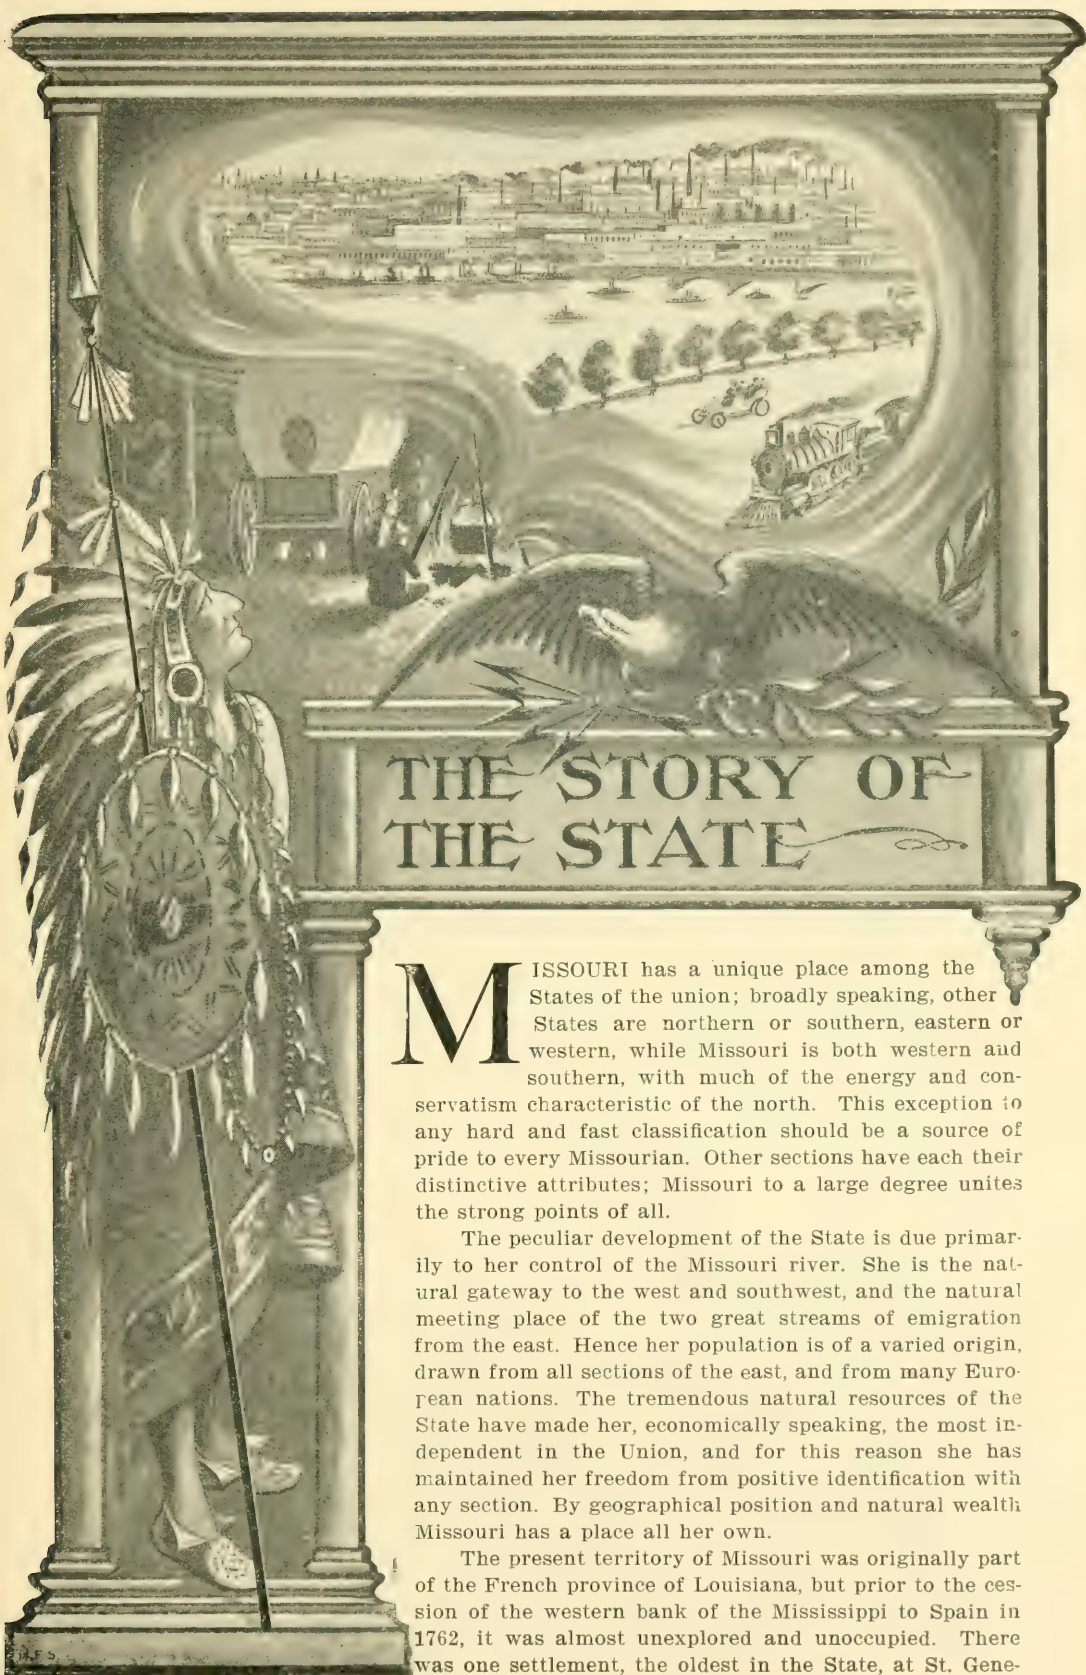 THE STORY OF
THE STATE
MISSOURI has a unique place among the
States of the union; broadly speaking, other
States are northern or southern, eastern or
western, while Missouri is both western and
southern, with much of the energy and con-
servatism characteristic of the north. This exception to
any hard and fast classification should be a source of
pride to every Missourian. Other sections have each their
distinctive attributes; Missouri to a large degree unites
the strong points of all.
The peculiar development of the State is due primar-
ily to her control of the Missouri river. She is the nat-
ural gateway to the west and southwest, and the natural
meeting place of the two great streams of emigration
from the east. Hence her population is of a varied origin,
drawn from all sections of the east, and from many Euro-
pean nations. The tremendous natural resources of the
State have made her, economically speaking, the most in-
dependent in the Union, and for this reason she has
maintained her freedom from positive identification with
any section. By geographical position and natural wealth
Missouri has a place all her own.
The present territory of Missouri was originally part
of the French province of Louisiana, but prior to the ces-
sion of the western bank of the Mississippi to Spain in
1762, it was almost unexplored and unoccupied. There
was one settlement, the oldest in the State, at St. Gene-